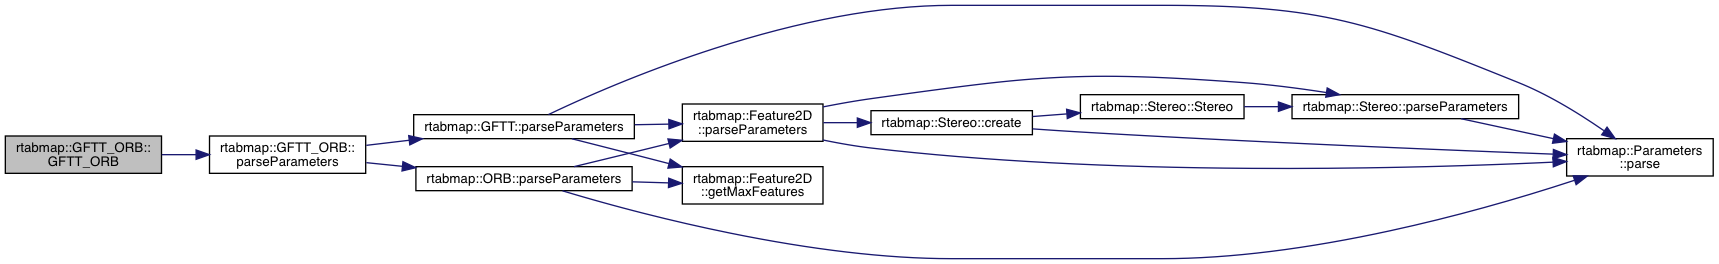 rtabmap::GFTT_ORB::
GFTT_ORB
rtabmap::GFTT_ORB::
parseParameters
rtabmap::GFTT::parseParameters
rtabmap::ORB::parseParameters
rtabmap::Feature2D
::parseParameters
rtabmap::Feature2D
::getMaxFeatures
rtabmap::Stereo::create
rtabmap::Stereo::Stereo
rtabmap::Stereo::parseParameters
rtabmap::Parameters
::parse